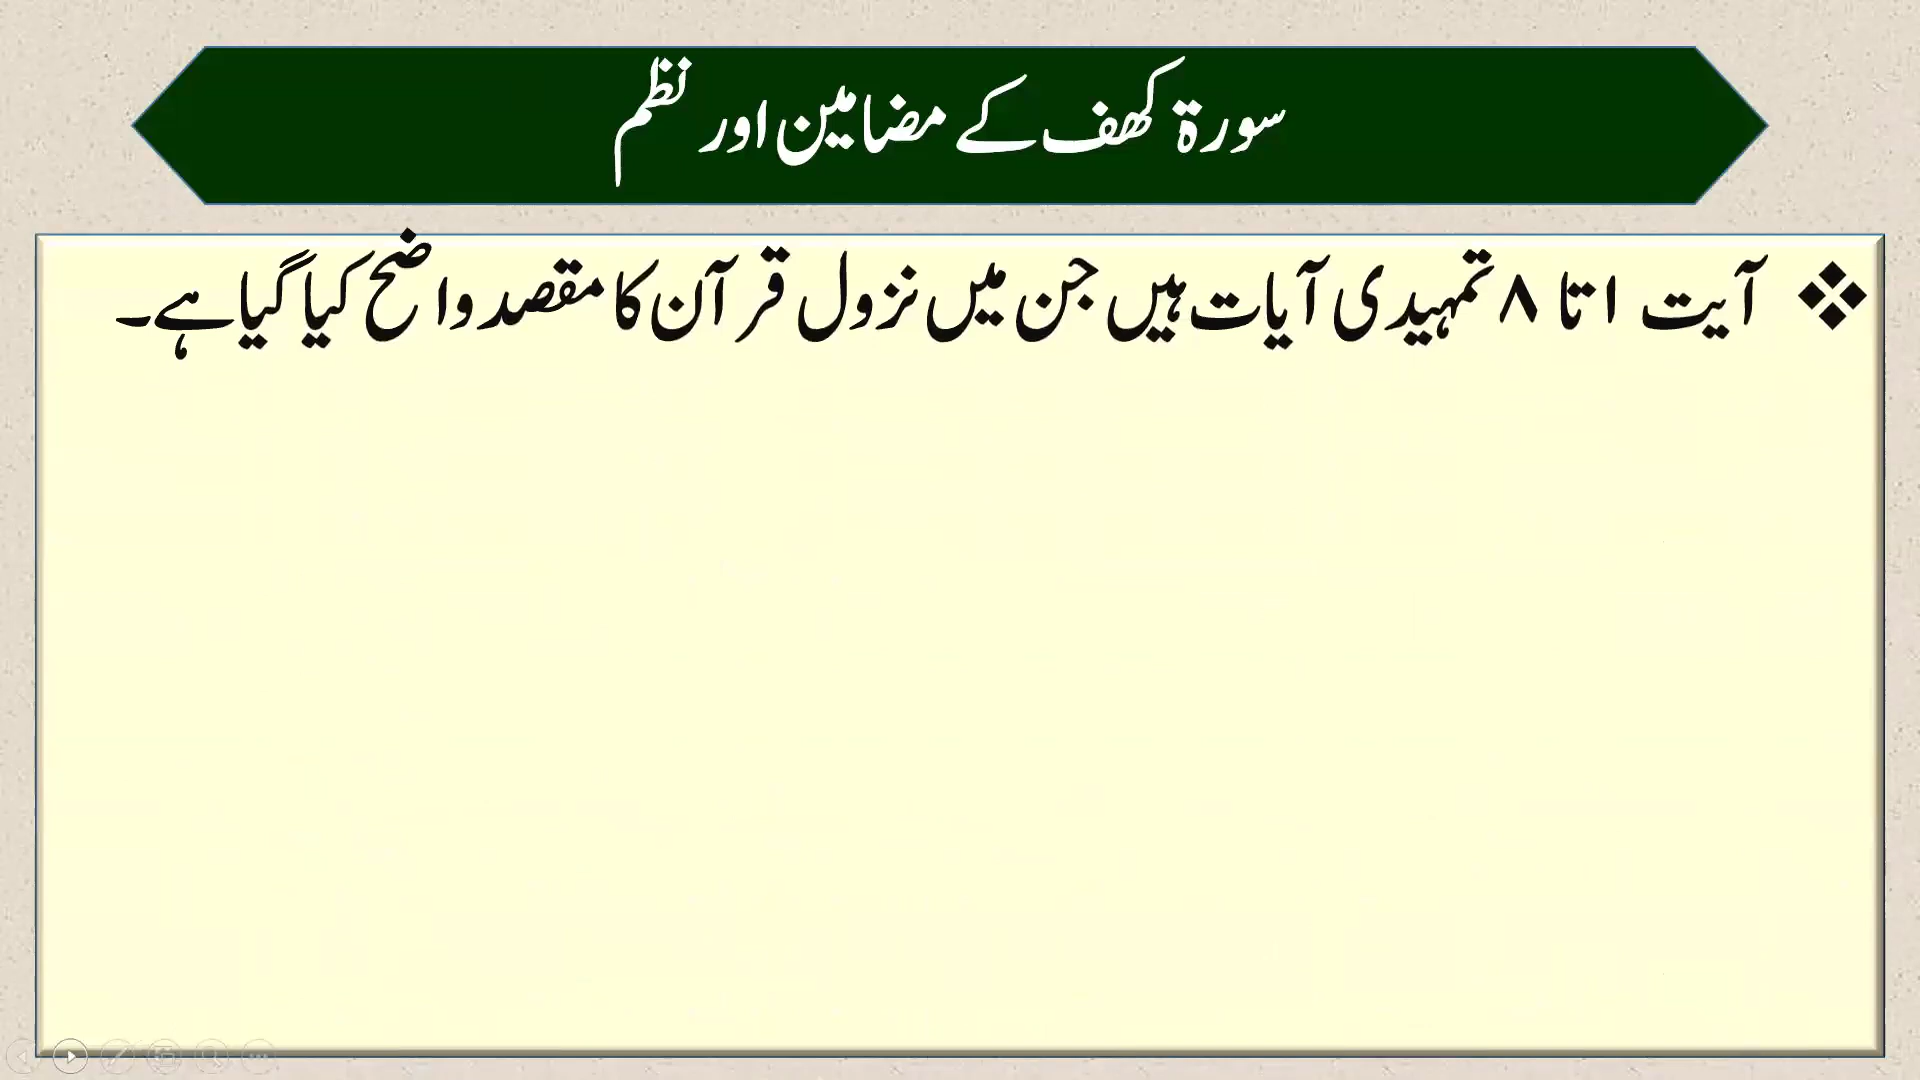 سورۃ کھف کے مضامین اور نظم
❖ آیت ۱ تا ۸ تمہیدی آیات ہیں جن میں نزول قرآن کا مقصد واضح کیا گیا ہے۔